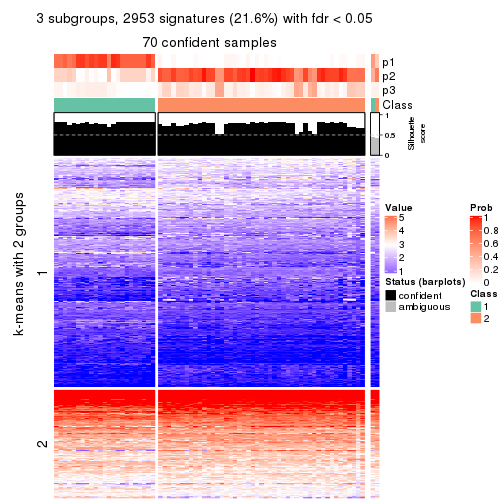 3 subgroups, 2953 signatures (21.6%) with fdr < 0.05
70 confident samples
p1
p2
p3
Class
1
0.5
0
Silhouette
score
k-means with 2 groups
1
2
Value
5
4
3
2
1
Status (barplots)
confident
ambiguous
Prob
1
0.8
0.6
0.4
0.2
0
Class
1
2